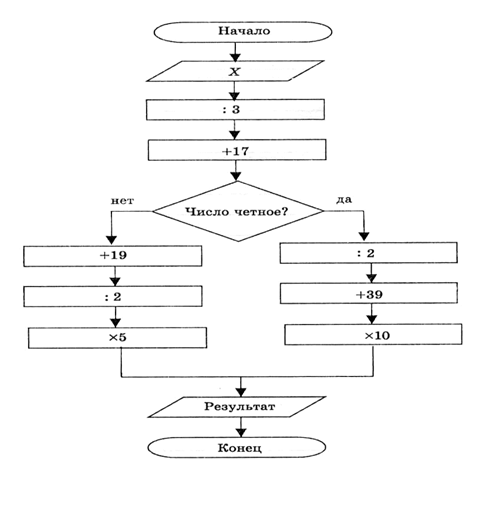 Начало
X
: 3
+17
Число четное?
нет
да
+19
: 2
: 2
+39
×5
×10
Результат
Конец